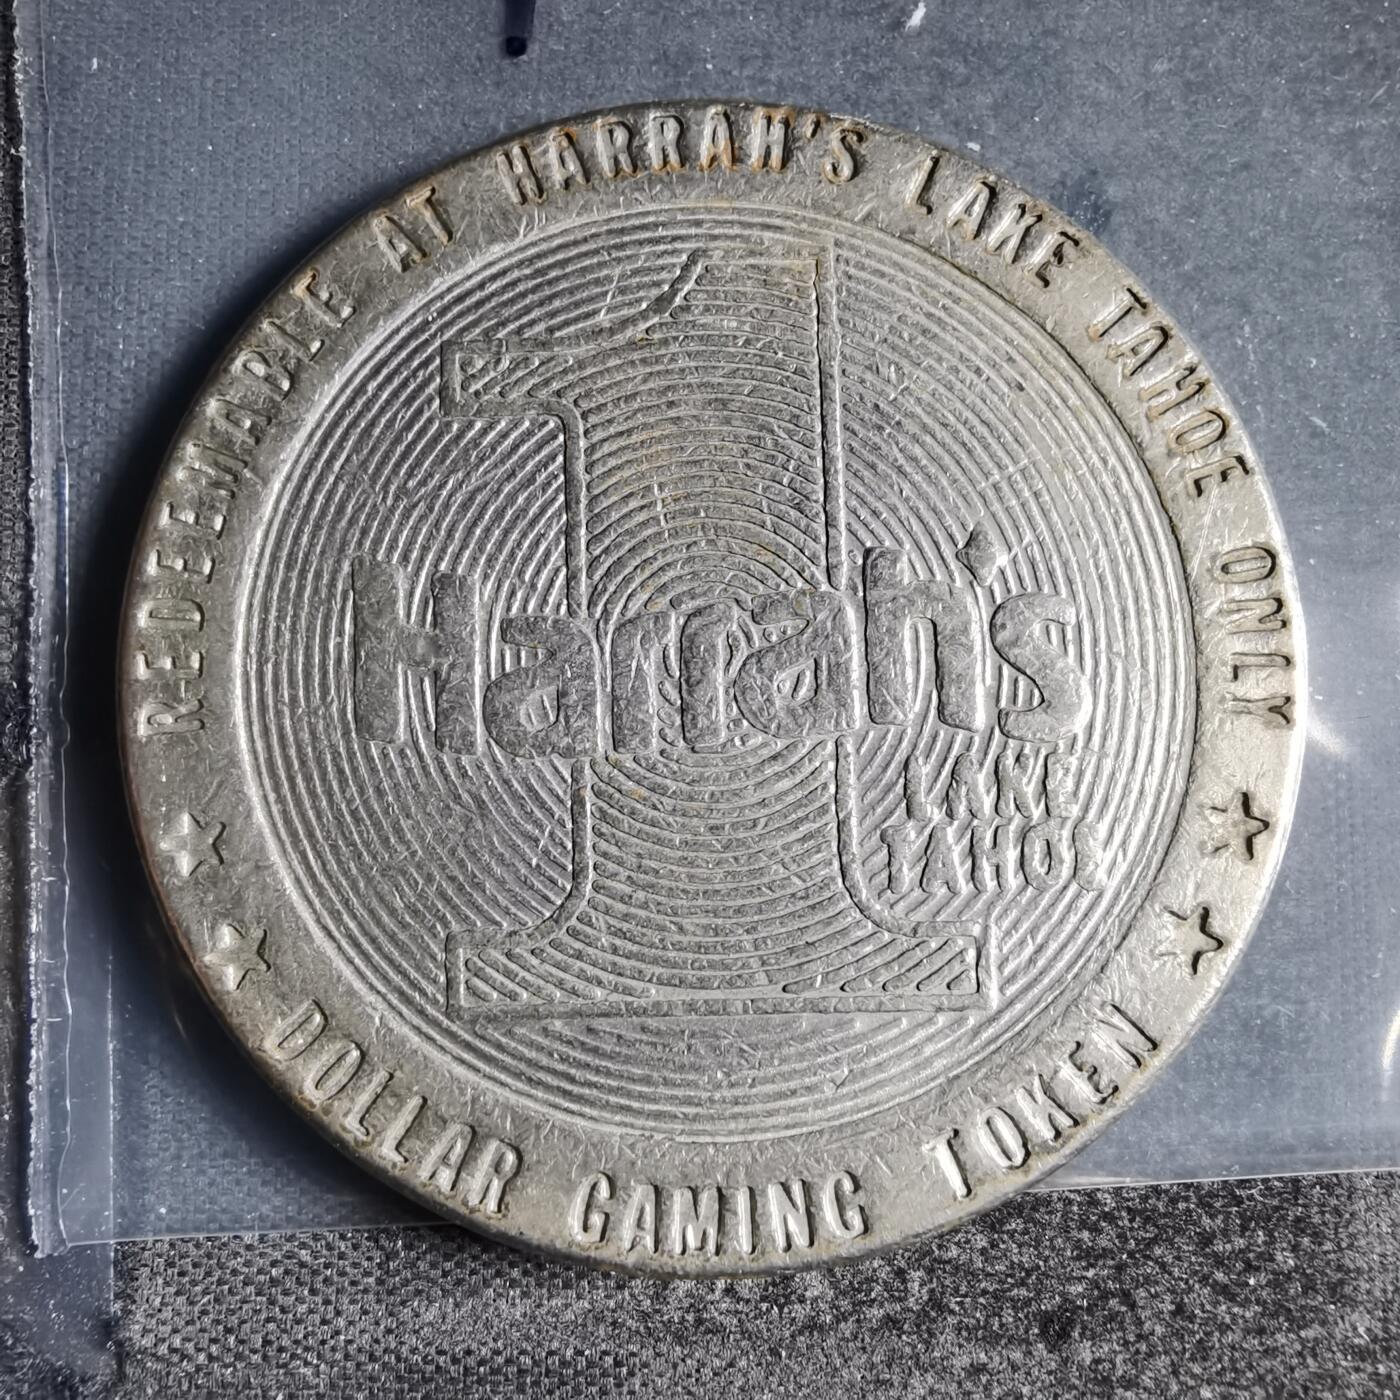 REDEEMABLE AT HARRAH'S LAKE TAHOE ONLY
1
Harrah's
LAKE
TAHOE
DOLLAR GAMING TOKEN